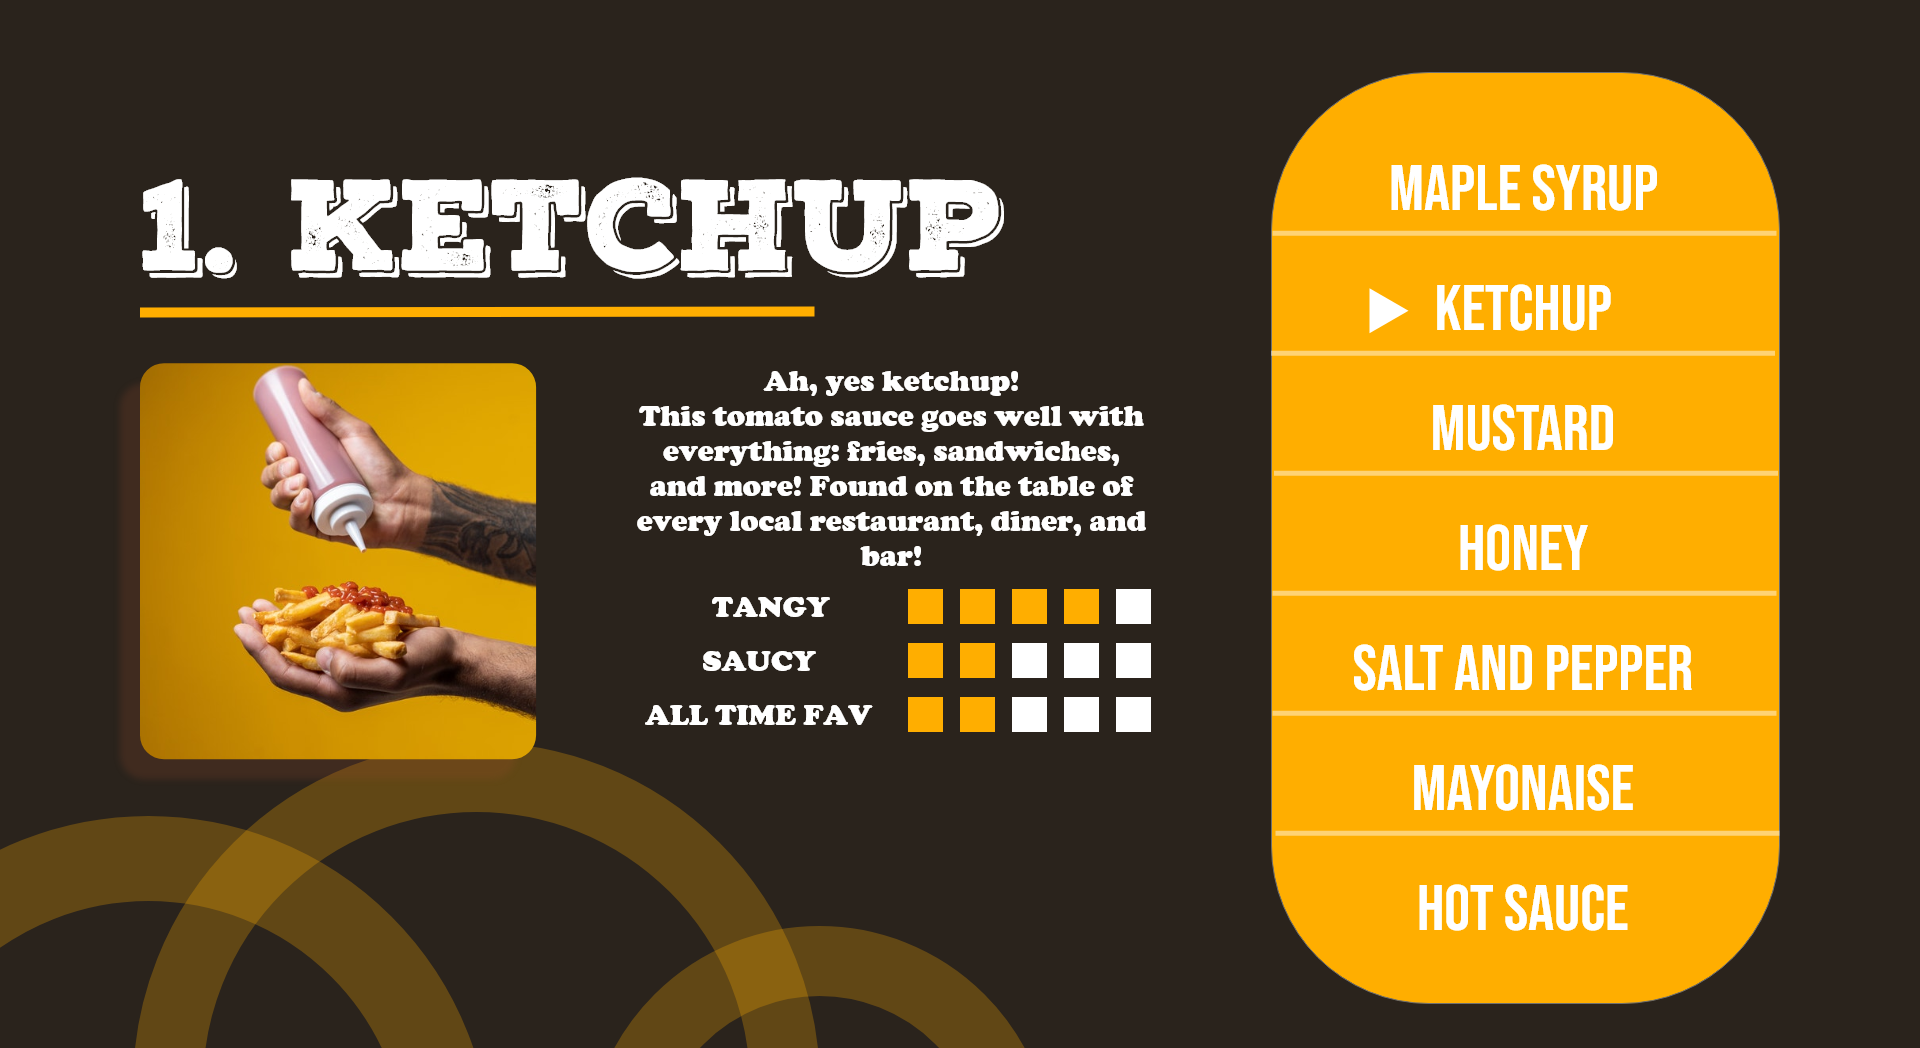 1. KETCHUP
Ah, yes ketchup!
This tomato sauce goes well with
everything: fries, sandwiches,
and more! Found on the table of
every local restaurant, diner, and
bar!
TANGY
SAUCY
ALL TIME FAV
MAPLE SYRUP
KETCHUP
MUSTARD
HONEY
SALT AND PEPPER
MAYONAISE
HOT SAUCE